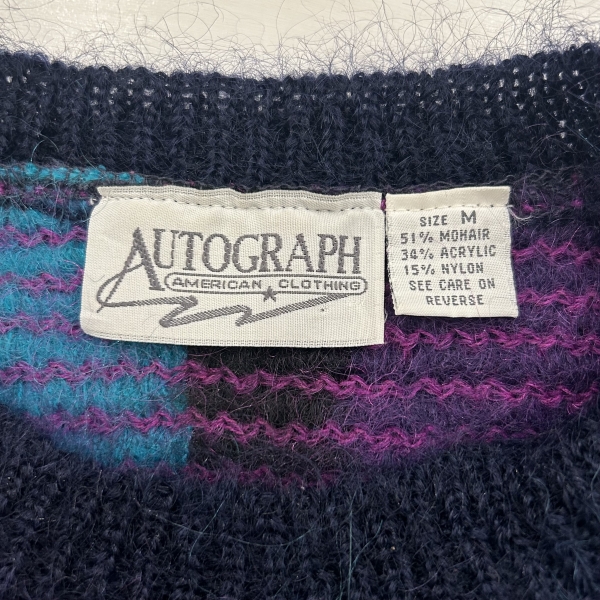 AUTOGRAPH
AMERICAN CLOTHING
SIZE M
51% MOHAIR
34% ACRYLIC
15% NYLON
SEE CARE ON
REVERSE